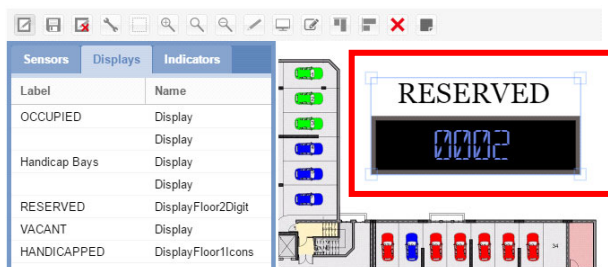 Sensors Displays Indicators
Label Name
OCCUPIED Display
Display
Handicap Bays Display
Display
RESERVED DisplayFloor2Digit
VACANT Display
HANDICAPPED DisplayFloor1Icons
RESERVED
0002
34